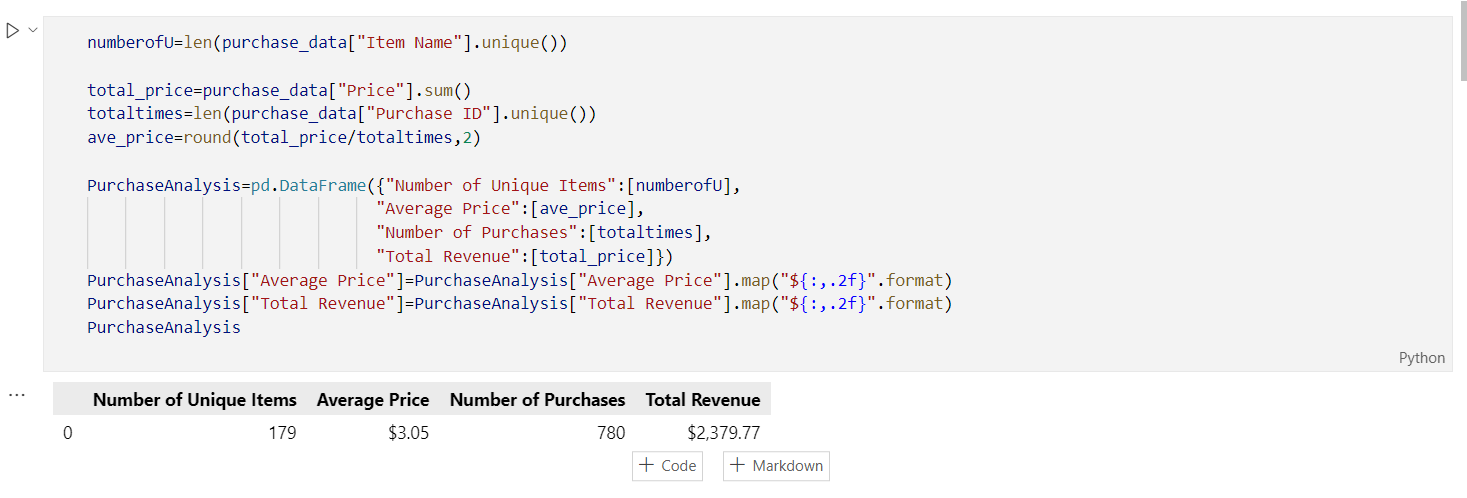 numberofU=len(purchase_data["Item Name"].unique())
total_price=purchase_data["Price"].sum()
totaltimes=len(purchase_data["Purchase ID"].unique())
ave_price=round(total_price/totaltimes,2)
PurchaseAnalysis=pd.DataFrame({"Number of Unique Items":[numberofU],
"Average Price":[ave_price],
"Number of Purchases":[totaltimes],
"Total Revenue":[total_price]})
PurchaseAnalysis["Average Price"]=PurchaseAnalysis["Average Price"].map("${:,.2f}".format)
PurchaseAnalysis["Total Revenue"]=PurchaseAnalysis["Total Revenue"].map("${:,.2f}".format)
PurchaseAnalysis
Python
Number of Unique Items Average Price Number of Purchases Total Revenue
0 179 $3.05 780 $2,379.77
+ Code + Markdown